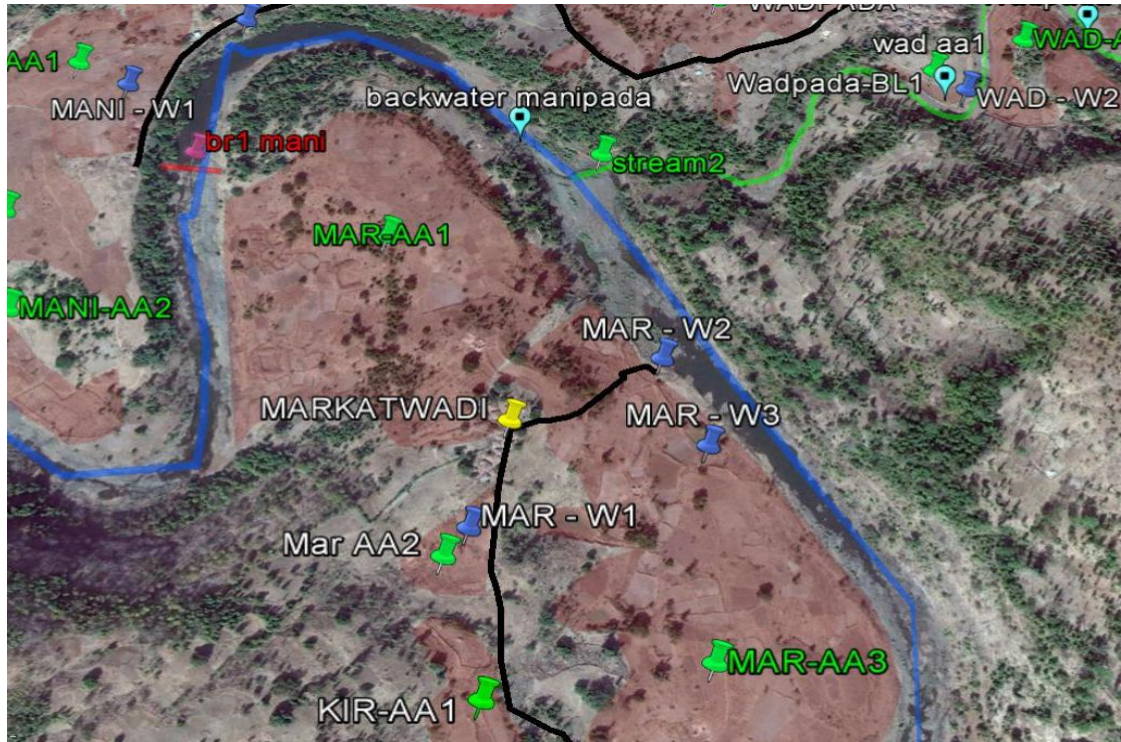 WADPADA
wad aa1
WAD-A
AA1
MANI - W1
backwater manipada
Wadpada-BL1
WAD - W2
br1 mani
stream2
MAR-AA1
MANI-AA2
MAR - W2
MARKATWADI
MAR - W3
MAR - W1
Mar AA2
MAR-AA3
KIR-AA1